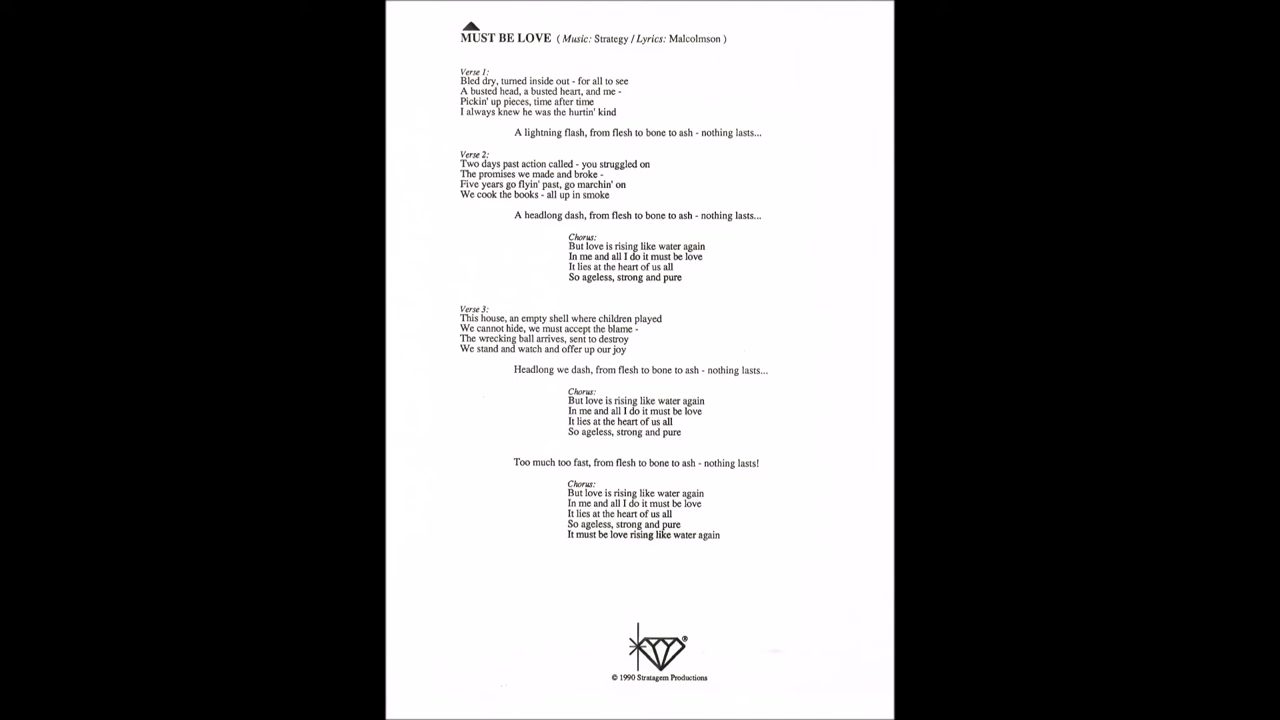 MUST BE LOVE ( Music: Strategy / Lyrics: Malcolmson )
Verse 1:
Bled dry, turned inside out - for all to see
A busted head, a busted heart, and me -
Pickin' up pieces, time after time
I always knew he was the hurtin' kind
A lightning flash, from flesh to bone to ash - nothing lasts...
Verse 2:
Two days past action called - you struggled on
The promises we made and broke -
Five years go flyin' past, go marchin' on
We cook the books - all up in smoke
A headlong dash, from flesh to bone to ash - nothing lasts...
Chorus:
But love is rising like water again
In me and all I do it must be love
It lies at the heart of us all
So ageless, strong and pure
Verse 3:
This house, an empty shell where children played
We cannot hide, we must accept the blame -
The wrecking ball arrives, sent to destroy
We stand and watch and offer up our joy
Headlong we dash, from flesh to bone to ash - nothing lasts...
Chorus:
But love is rising like water again
In me and all I do it must be love
It lies at the heart of us all
So ageless, strong and pure
Too much too fast, from flesh to bone to ash - nothing lasts!
Chorus:
But love is rising like water again
In me and all I do it must be love
It lies at the heart of us all
So ageless, strong and pure
It must be love rising like water again
®
© 1990 Stratagem Productions